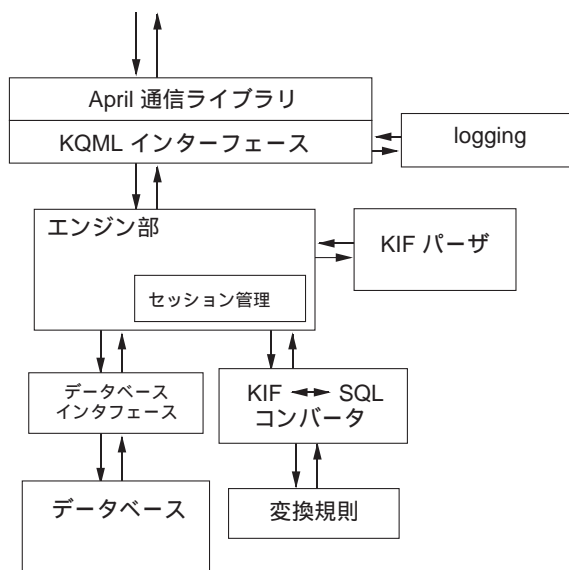 April 通信ライブラリ
KQML インターフェース
logging
エンジン部
KIF パーザ
セッション管理
データベース
インタフェース
KIF ↔ SQL
コンバータ
データベース
変換規則